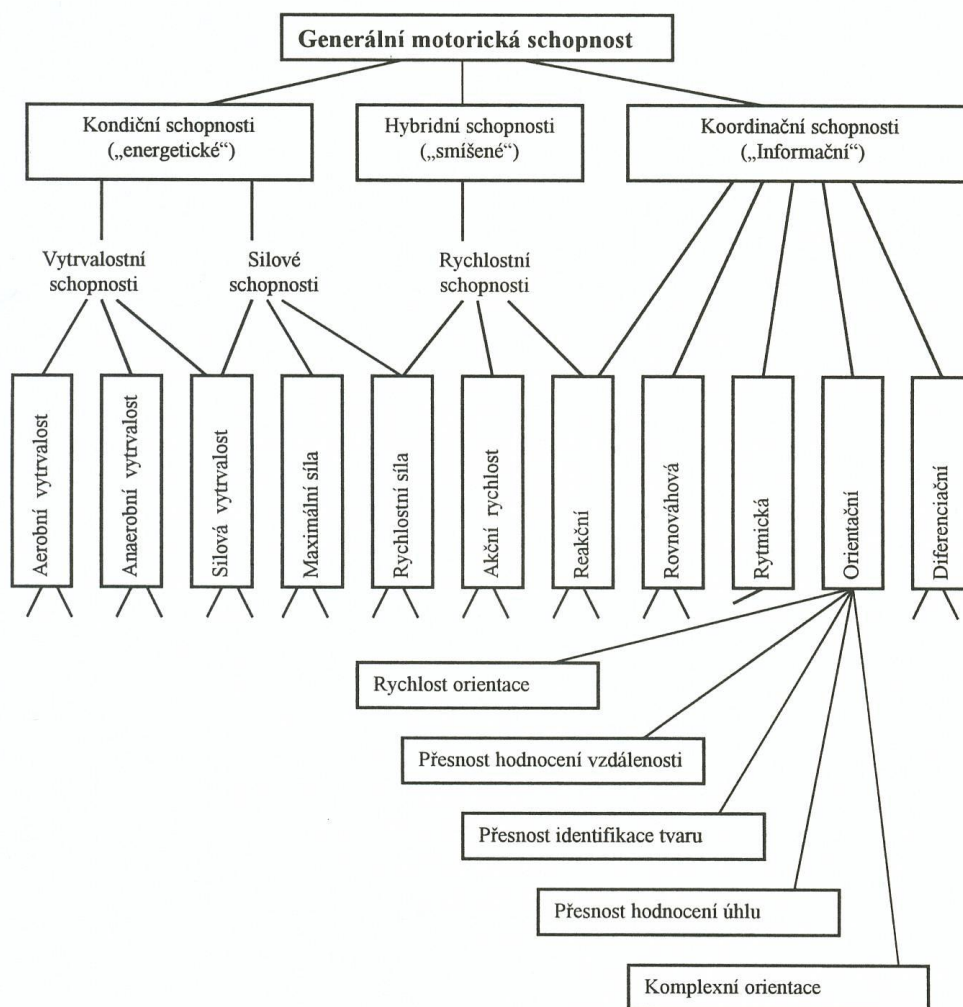 Generální motorická schopnost
Kondiční schopnosti
(„energetické“)
Hybridní schopnosti
(„smíšené“)
Koordinační schopnosti
(„Informační“)
Vytrvalostní
schopnosti
Silové
schopnosti
Rychlostní
schopnosti
Aerobní vytrvalost
Anaerobní vytrvalost
Silová vytrvalost
Maximální síla
Rychlostní síla
Akční rychlost
Reakční
Rovnováhová
Rytmická
Orientační
Diferenciační
Rychlost orientace
Přesnost hodnocení vzdálenosti
Přesnost identifikace tvaru
Přesnost hodnocení úhlu
Komplexní orientace